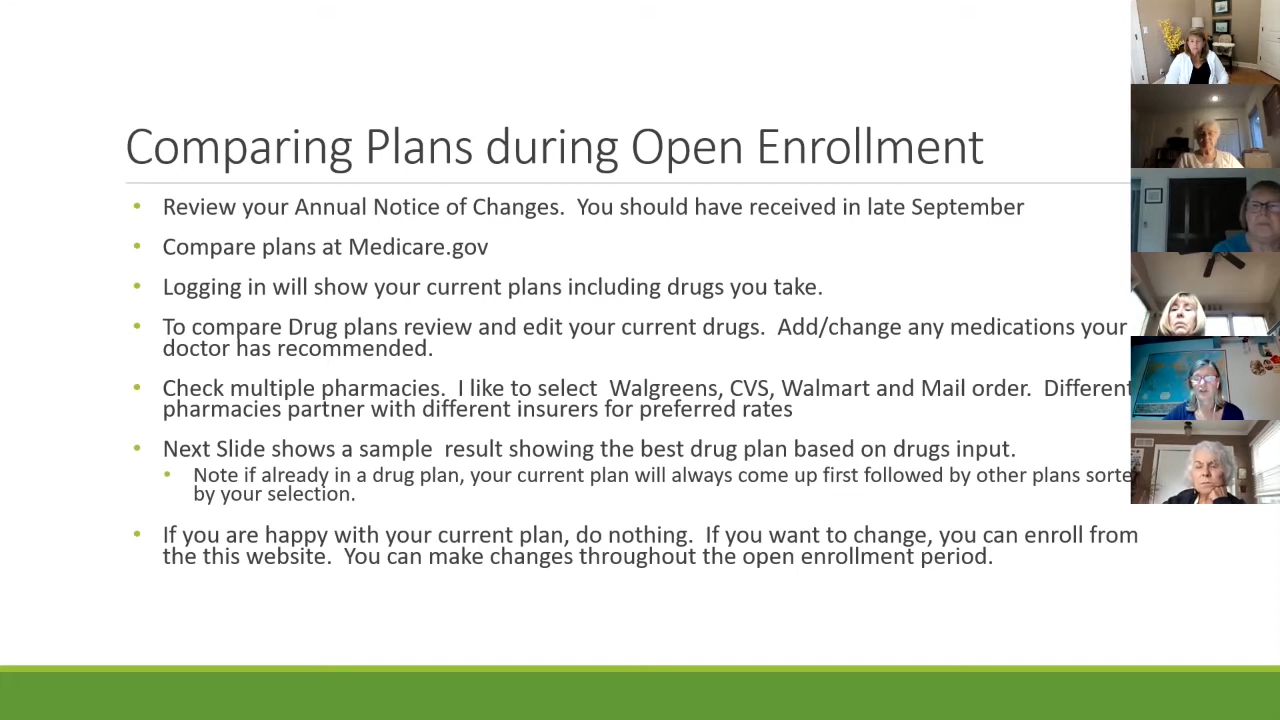 Comparing Plans during Open Enrollment
• Review your Annual Notice of Changes.  You should have received in late September
• Compare plans at Medicare.gov
• Logging in will show your current plans including drugs you take.
• To compare Drug plans review and edit your current drugs.  Add/change any medications your
doctor has recommended.
• Check multiple pharmacies.  I like to select  Walgreens, CVS, Walmart and Mail order.  Different
pharmacies partner with different insurers for preferred rates
• Next Slide shows a sample  result showing the best drug plan based on drugs input.
• Note if already in a drug plan, your current plan will always come up first followed by other plans sorte
by your selection.
• If you are happy with your current plan, do nothing.  If you want to change, you can enroll from
the this website.  You can make changes throughout the open enrollment period.